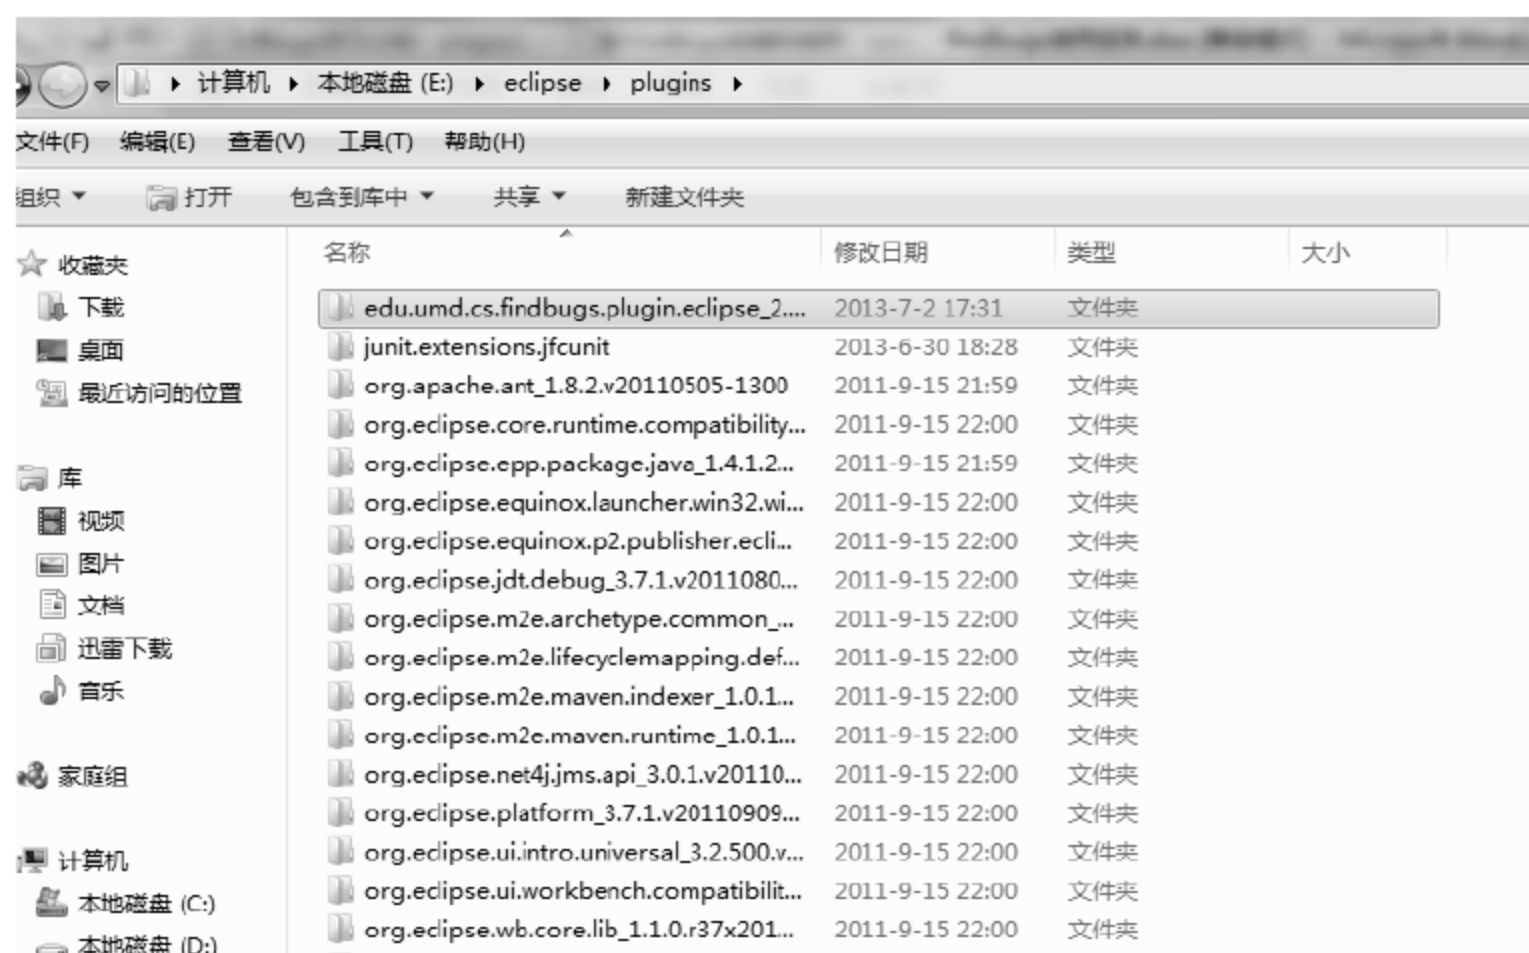 计算机 本地磁盘 (E:) eclipse plugins
文件(F) 编辑(E) 查看(V) 工具(T) 帮助(H)
组织 打开 包含到库中 共享 新建文件夹
名称 修改日期 类型 大小
收藏夹
下载
桌面
最近访问的位置
库
视频
图片
文档
迅雷下载
音乐
家庭组
计算机
本地磁盘 (C:)
本地磁盘 (D:)
edu.umd.cs.findbugs.plugin.eclipse_2.... 2013-7-2 17:31 文件夹
junit.extensions.jfcunit 2013-6-30 18:28 文件夹
org.apache.ant_1.8.2.v20110505-1300 2011-9-15 21:59 文件夹
org.eclipse.core.runtime.compatibility... 2011-9-15 22:00 文件夹
org.eclipse.epp.package.java_1.4.1.2... 2011-9-15 21:59 文件夹
org.eclipse.equinox.launcher.win32.wi... 2011-9-15 22:00 文件夹
org.eclipse.equinox.p2.publisher.ecli... 2011-9-15 22:00 文件夹
org.eclipse.jdt.debug_3.7.1.v2011080... 2011-9-15 22:00 文件夹
org.eclipse.m2e.archetype.common_... 2011-9-15 22:00 文件夹
org.eclipse.m2e.lifecyclemapping.def... 2011-9-15 22:00 文件夹
org.eclipse.m2e.maven.indexer_1.0.1... 2011-9-15 22:00 文件夹
org.eclipse.m2e.maven.runtime_1.0.1... 2011-9-15 22:00 文件夹
org.eclipse.net4j.jms.api_3.0.1.v20110... 2011-9-15 22:00 文件夹
org.eclipse.platform_3.7.1.v20110909... 2011-9-15 22:00 文件夹
org.eclipse.ui.intro.universal_3.2.500.v... 2011-9-15 22:00 文件夹
org.eclipse.ui.workbench.compatibilit... 2011-9-15 22:00 文件夹
org.eclipse.wb.core.lib_1.1.0.r37x201... 2011-9-15 22:00 文件夹